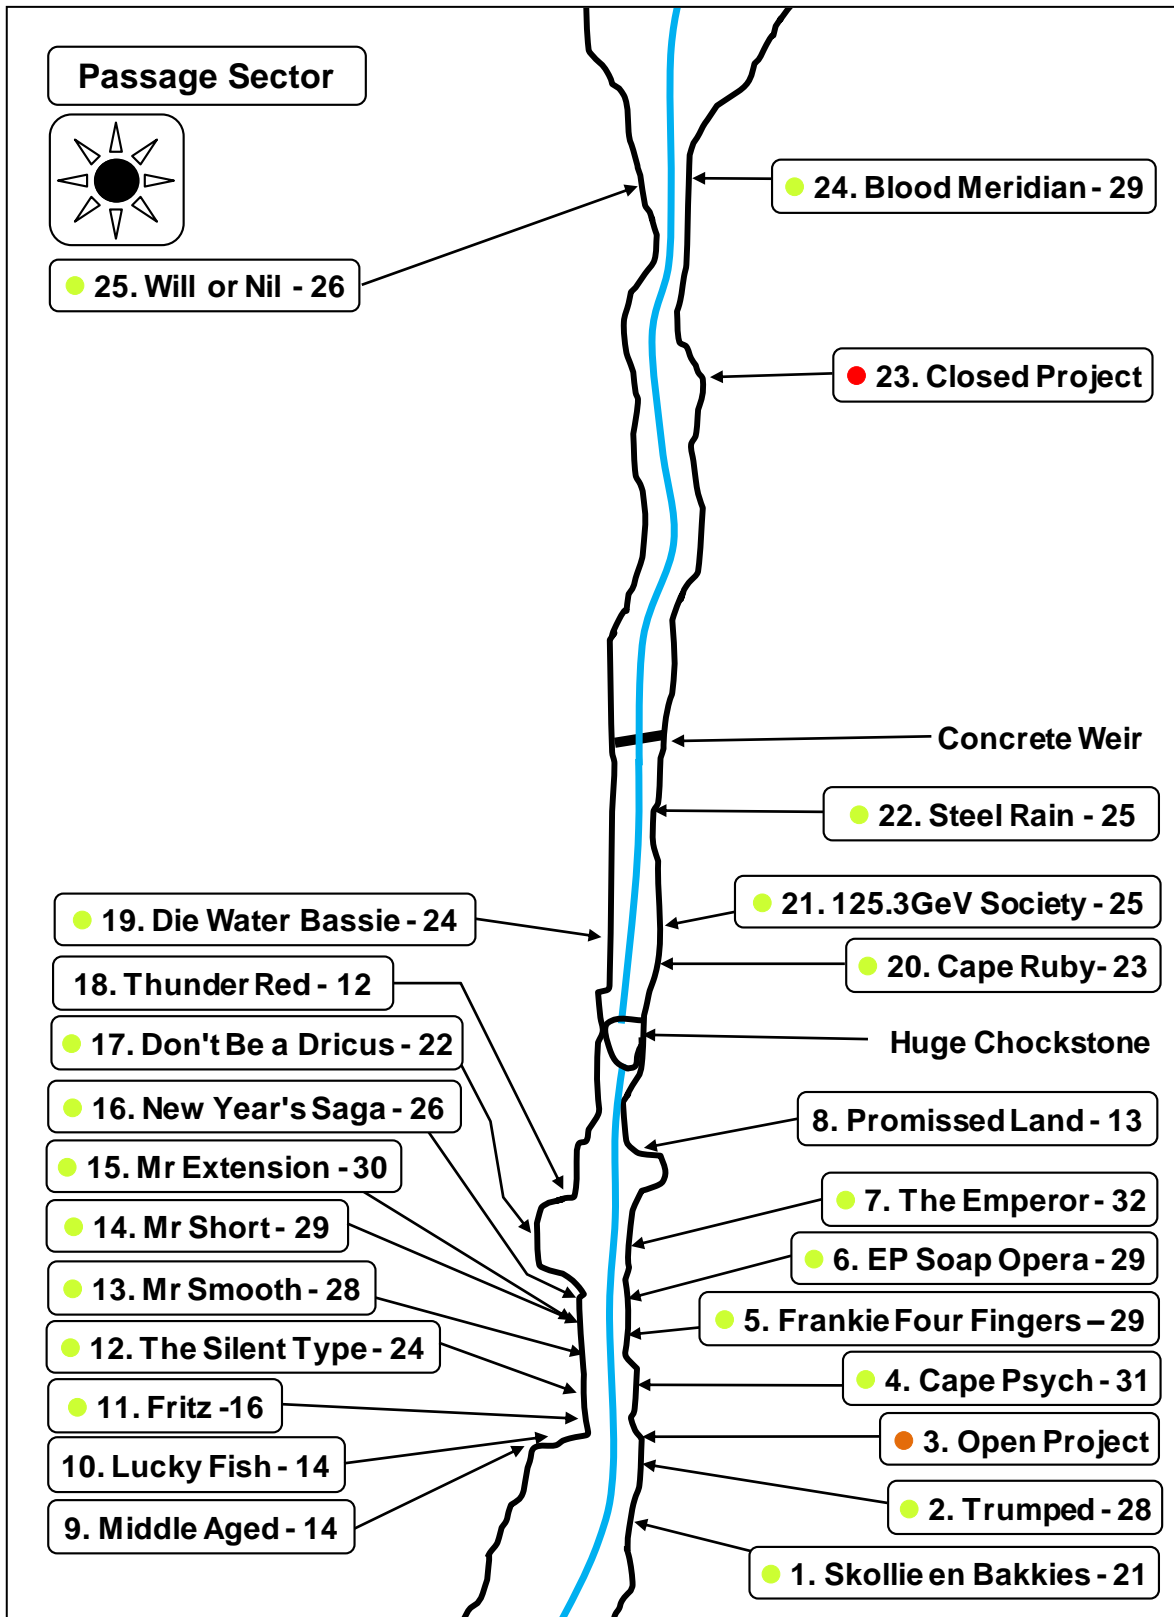 Passage Sector
24. Blood Meridian - 29
25. Will or Nil - 26
23. Closed Project
Concrete Weir
22. Steel Rain - 25
19. Die Water Bassie - 24
21. 125.3GeV Society - 25
18. Thunder Red - 12
20. Cape Ruby- 23
17. Don't Be a Dricus - 22
Huge Chockstone
16. New Year's Saga - 26
8. Promissed Land - 13
15. Mr Extension - 30
7. The Emperor - 32
14. Mr Short - 29
6. EP Soap Opera - 29
13. Mr Smooth - 28
5. Frankie Four Fingers – 29
12. The Silent Type - 24
4. Cape Psych - 31
11. Fritz -16
3. Open Project
10. Lucky Fish - 14
2. Trumped - 28
9. Middle Aged - 14
1. Skollie en Bakkies - 21